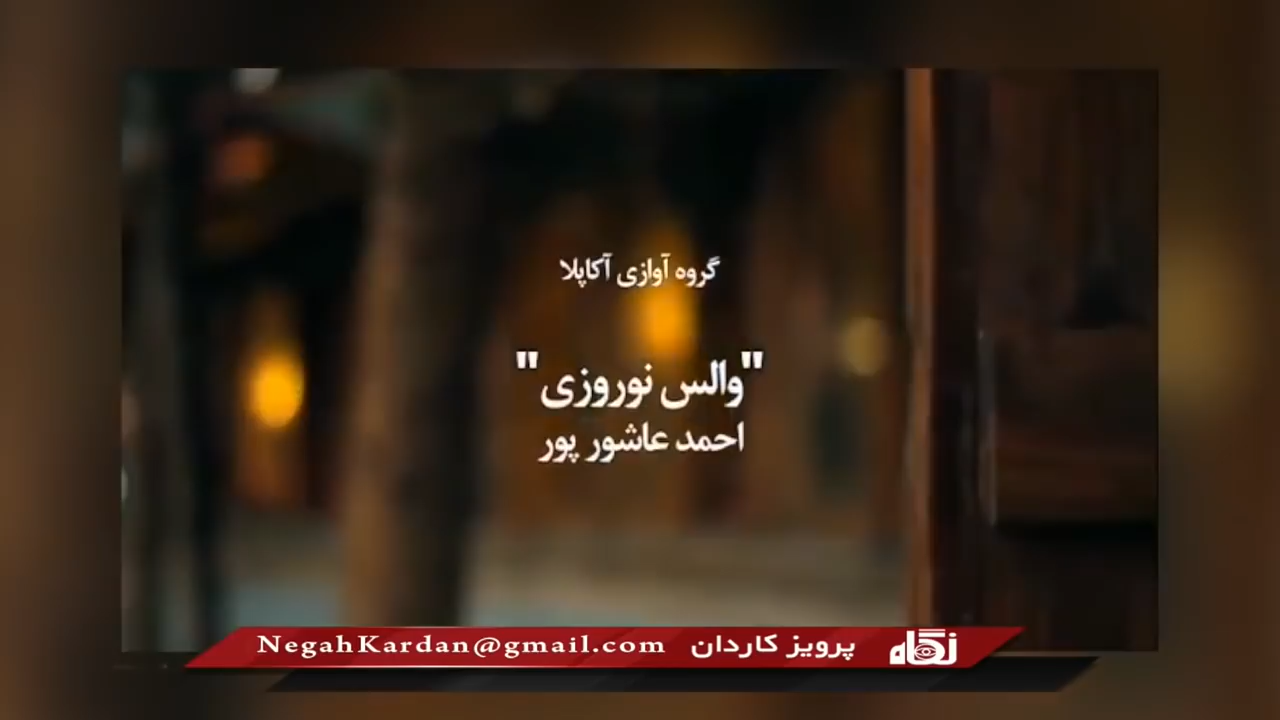 گروه آوازی آکاپلا
"والس نوروزی"
احمد عاشور پور
نگاه پرویز کاردان NegahKardan@gmail.com